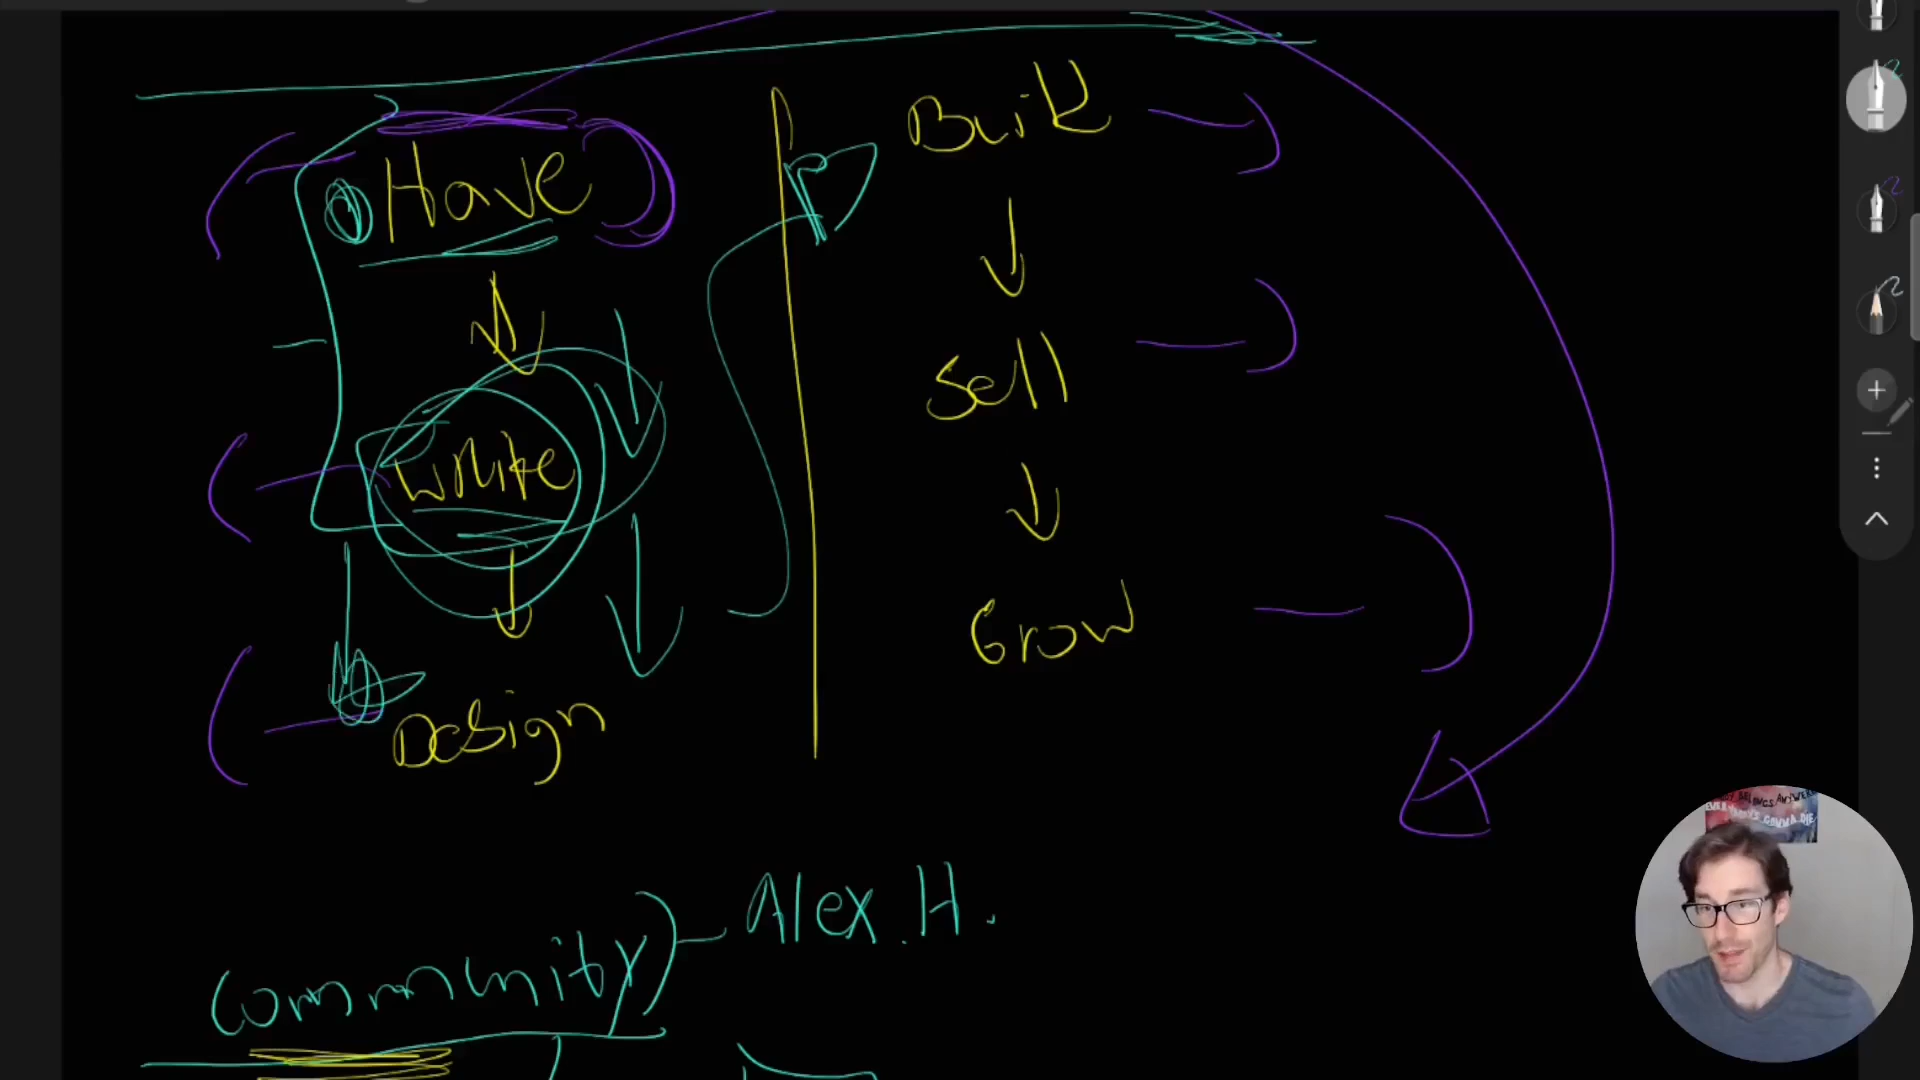 Have
Write
Design
Built
Sell
Grow
Community
Alex.H.